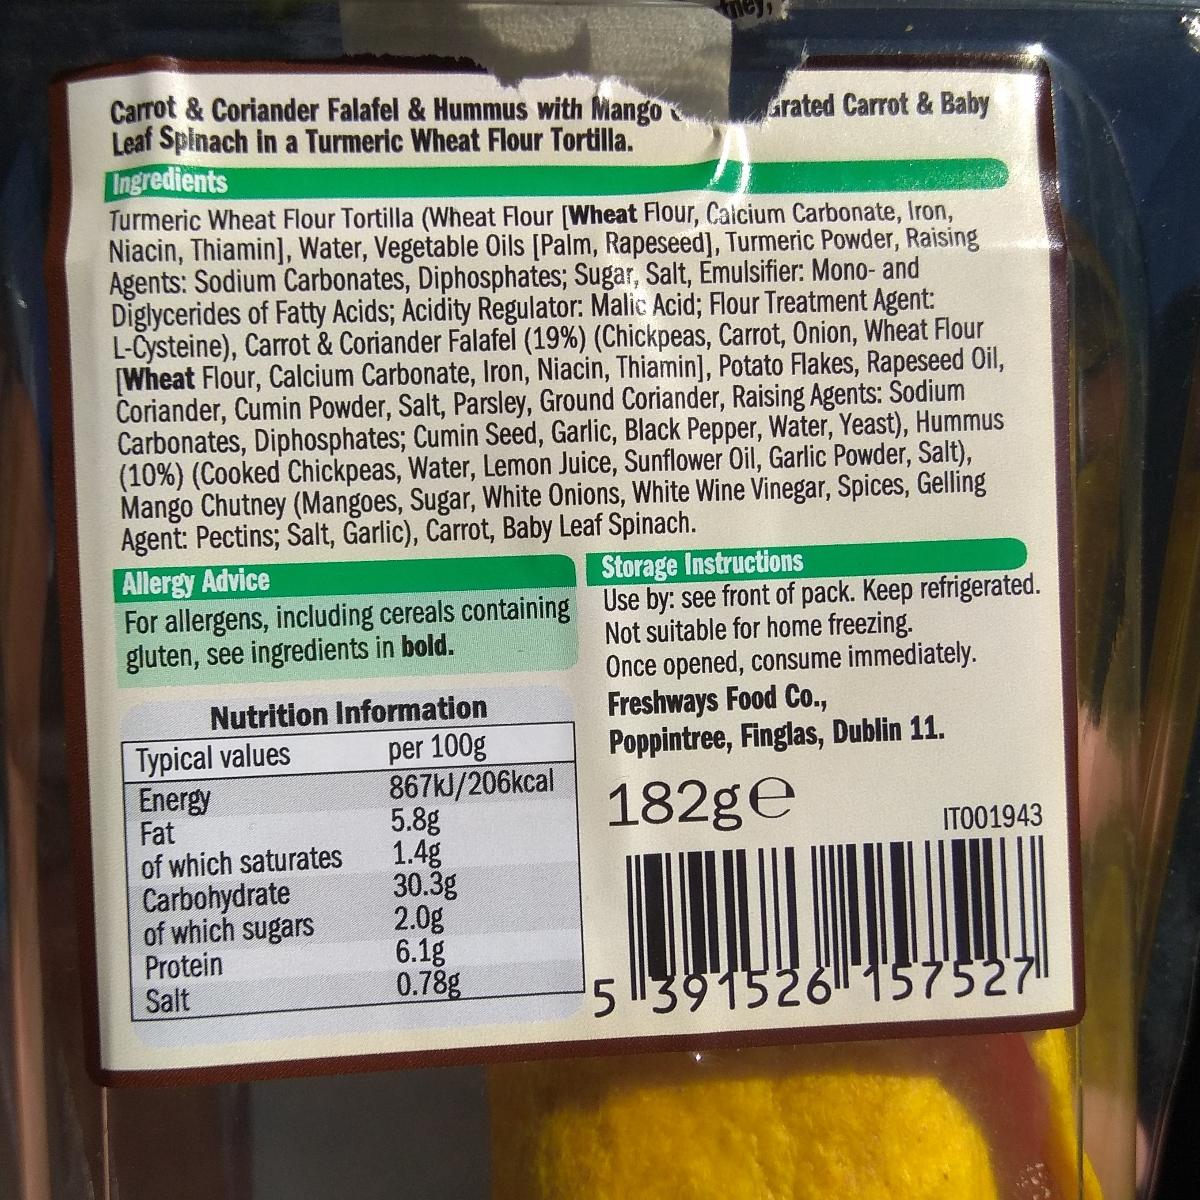 tney,
Carrot & Coriander Falafel & Hummus with Mango Grated Carrot & Baby
Leaf Spinach in a Turmeric Wheat Flour Tortilla.
Ingredients
Turmeric Wheat Flour Tortilla (Wheat Flour [Wheat Flour, Calcium Carbonate, Iron,
Niacin, Thiamin], Water, Vegetable Oils [Palm, Rapeseed], Turmeric Powder, Raising
Agents: Sodium Carbonates, Diphosphates; Sugar, Salt, Emulsifier: Mono- and
Diglycerides of Fatty Acids; Acidity Regulator: Malic Acid; Flour Treatment Agent:
L-Cysteine), Carrot & Coriander Falafel (19%) (Chickpeas, Carrot, Onion, Wheat Flour
[Wheat Flour, Calcium Carbonate, Iron, Niacin, Thiamin], Potato Flakes, Rapeseed Oil,
Coriander, Cumin Powder, Salt, Parsley, Ground Coriander, Raising Agents: Sodium
Carbonates, Diphosphates; Cumin Seed, Garlic, Black Pepper, Water, Yeast), Hummus
(10%) (Cooked Chickpeas, Water, Lemon Juice, Sunflower Oil, Garlic Powder, Salt),
Mango Chutney (Mangoes, Sugar, White Onions, White Wine Vinegar, Spices, Gelling
Agent: Pectins; Salt, Garlic), Carrot, Baby Leaf Spinach.
Allergy Advice
For allergens, including cereals containing
gluten, see ingredients in bold.
Storage Instructions
Use by: see front of pack. Keep refrigerated.
Not suitable for home freezing.
Once opened, consume immediately.
Freshways Food Co.,
Poppintree, Finglas, Dublin 11.
Nutrition Information
Typical values per 100g
Energy 867kJ/206kcal
Fat 5.8g
of which saturates 1.4g
Carbohydrate 30.3g
of which sugars 2.0g
Protein 6.1g
Salt 0.78g
182g℮
IT001943
5 391526 157527